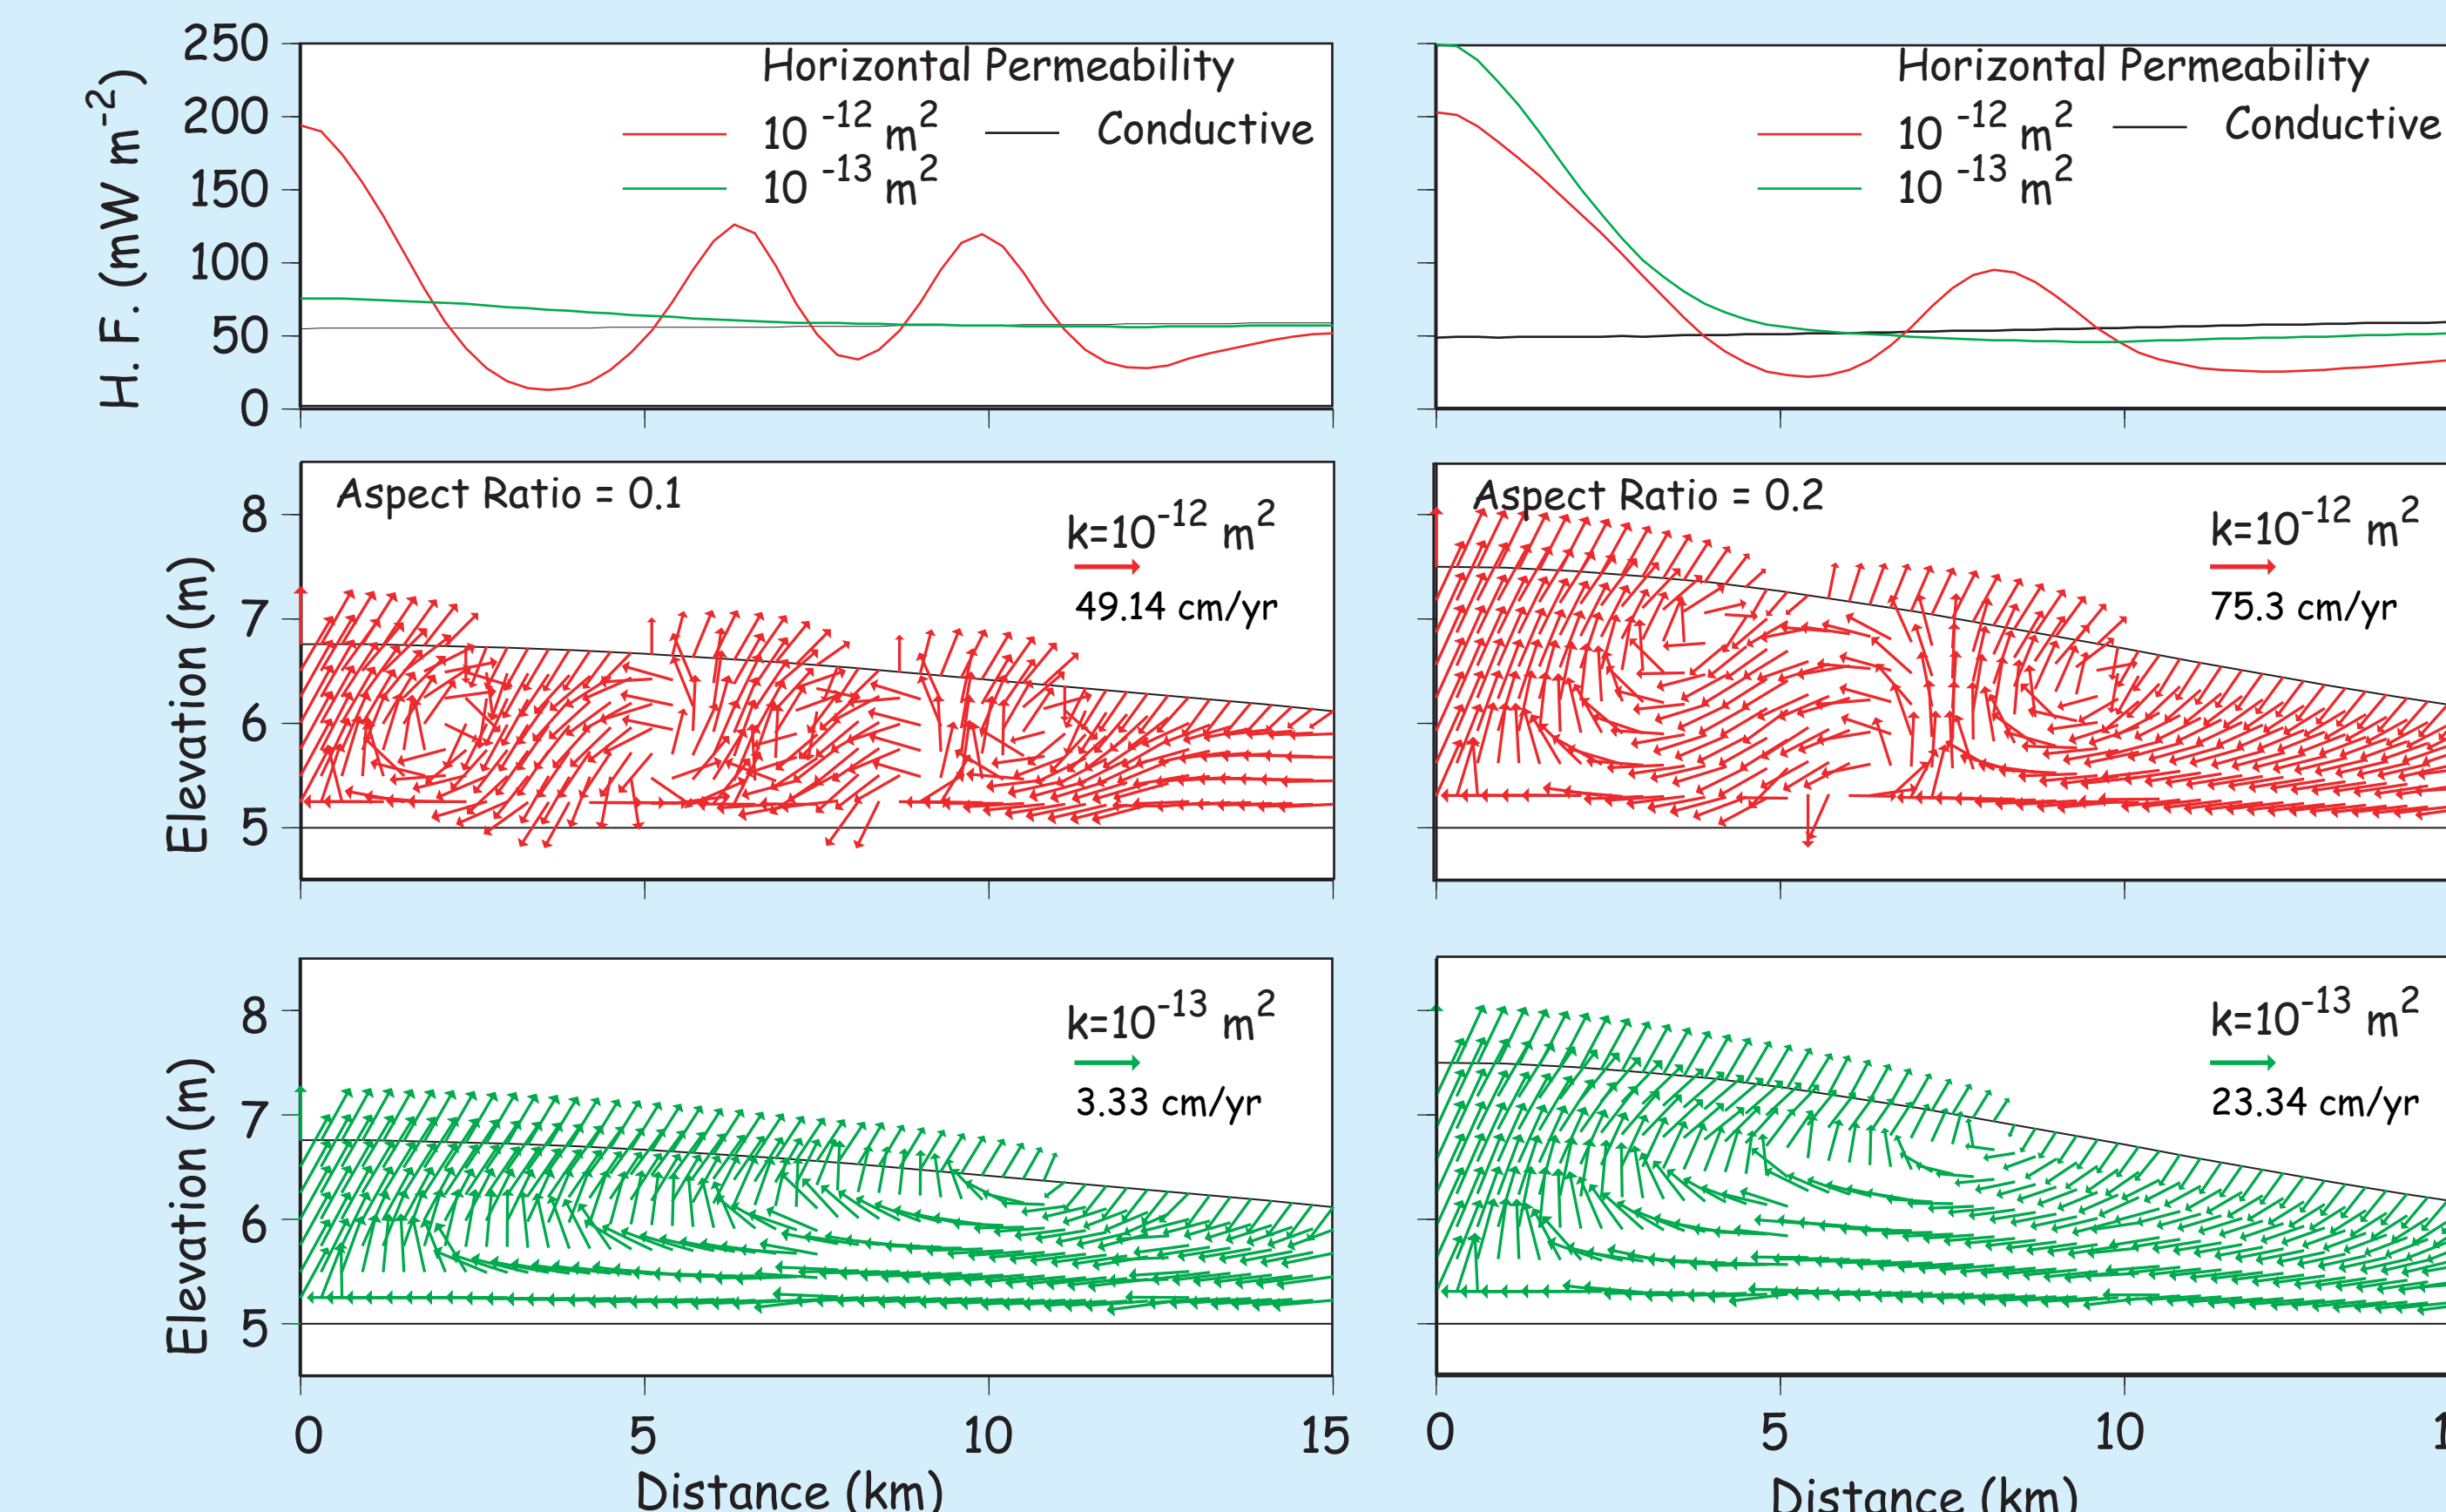 H. F. (mW m-2)
250
200
150
100
50
0
Horizontal Permeability
10 -12 m2 Conductive
10 -13 m2
Horizontal Permeability
10 -12 m2 Conductive
10 -13 m2
Elevation (m)
8
7
6
5
Aspect Ratio = 0.1
k=10-12 m2
49.14 cm/yr
Aspect Ratio = 0.2
k=10-12 m2
75.3 cm/yr
Elevation (m)
8
7
6
5
k=10-13 m2
3.33 cm/yr
k=10-13 m2
23.34 cm/yr
0 5 10 15
Distance (km)
0 5 10 1
Distance (km)